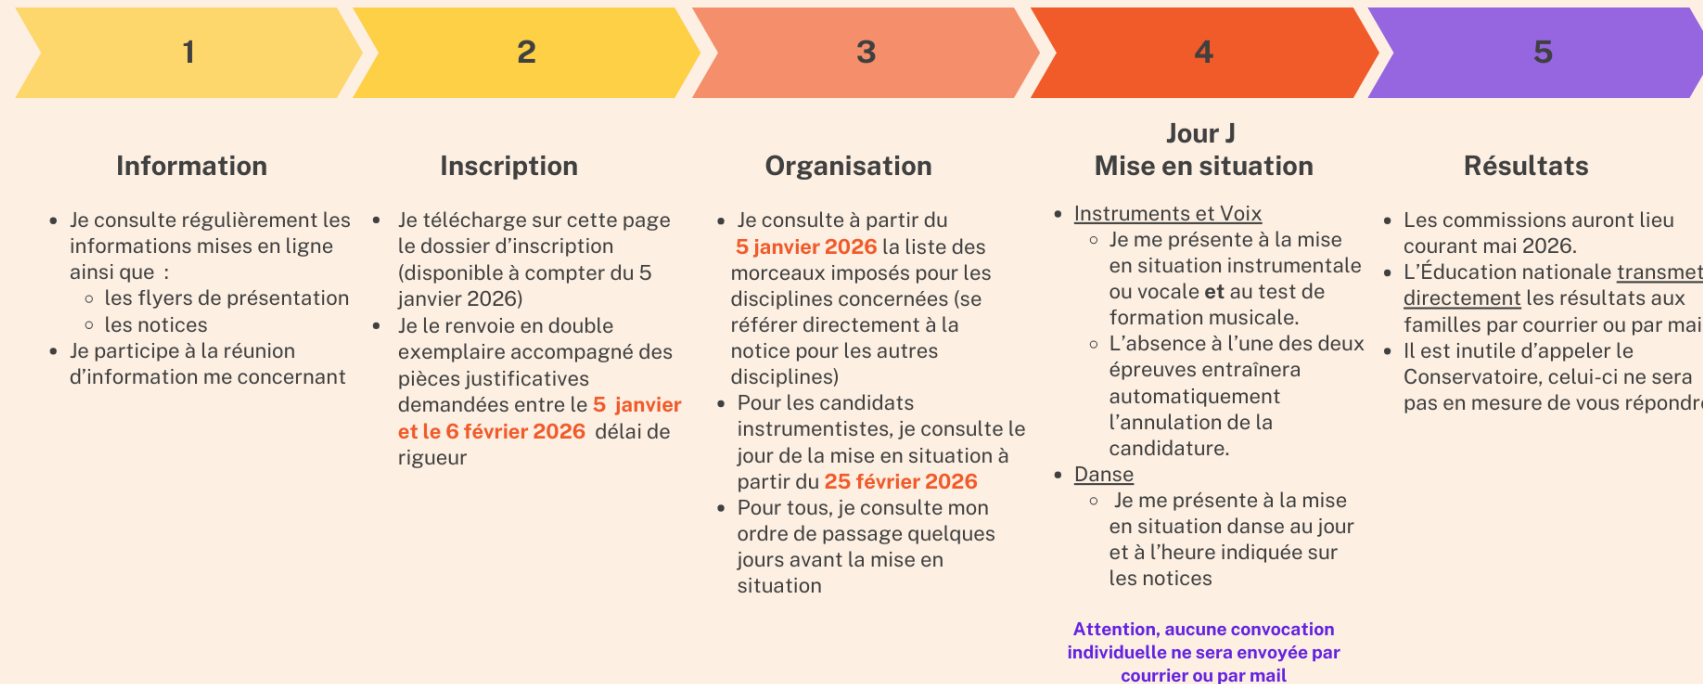 1
2
3
4
5
Information
• Je consulte régulièrement les
informations mises en ligne
ainsi que :
◦ les flyers de présentation
◦ les notices
• Je participe à la réunion
d’information me concernant
Inscription
• Je télécharge sur cette page
le dossier d’inscription
(disponible à compter du 5
janvier 2026)
• Je le renvoie en double
exemplaire accompagné des
pièces justificatives
demandées entre le 5 janvier
et le 6 février 2026 délai de
rigueur
Organisation
• Je consulte à partir du
5 janvier 2026 la liste des
morceaux imposés pour les
disciplines concernées (se
référer directement à la
notice pour les autres
disciplines)
• Pour les candidats
instrumentistes, je consulte le
jour de la mise en situation à
partir du 25 février 2026
• Pour tous, je consulte mon
ordre de passage quelques
jours avant la mise en
situation
Jour J
Mise en situation
• Instruments et Voix
◦ Je me présente à la mise
en situation instrumentale
ou vocale et au test de
formation musicale.
◦ L’absence à l’une des deux
épreuves entraînera
automatiquement
l’annulation de la
candidature.
• Danse
◦ Je me présente à la mise
en situation danse au jour
et à l’heure indiquée sur
les notices
Attention, aucune convocation
individuelle ne sera envoyée par
courrier ou par mail
Résultats
• Les commissions auront lieu
courant mai 2026.
• L’Éducation nationale transmet
directement les résultats aux
familles par courrier ou par mai
• Il est inutile d’appeler le
Conservatoire, celui-ci ne sera
pas en mesure de vous répondre